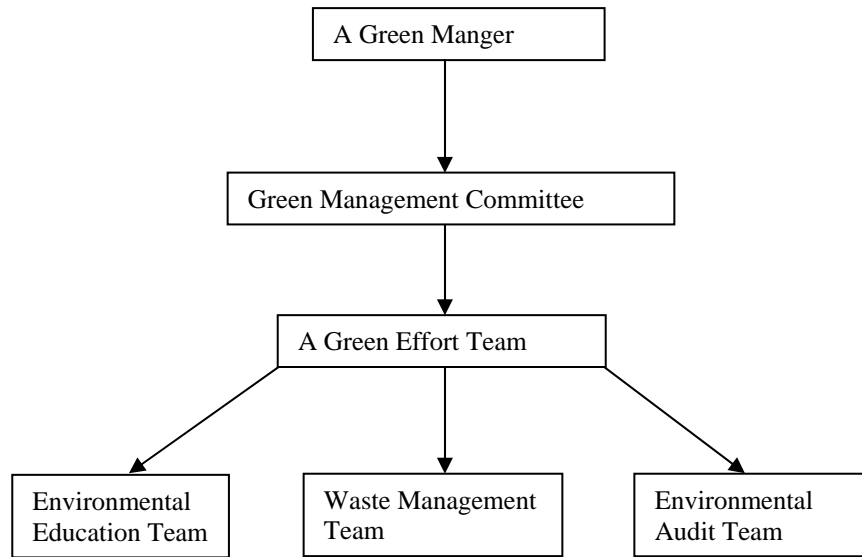 A Green Manger
Green Management Committee
A Green Effort Team
Environmental
Education Team
Waste Management
Team
Environmental
Audit Team